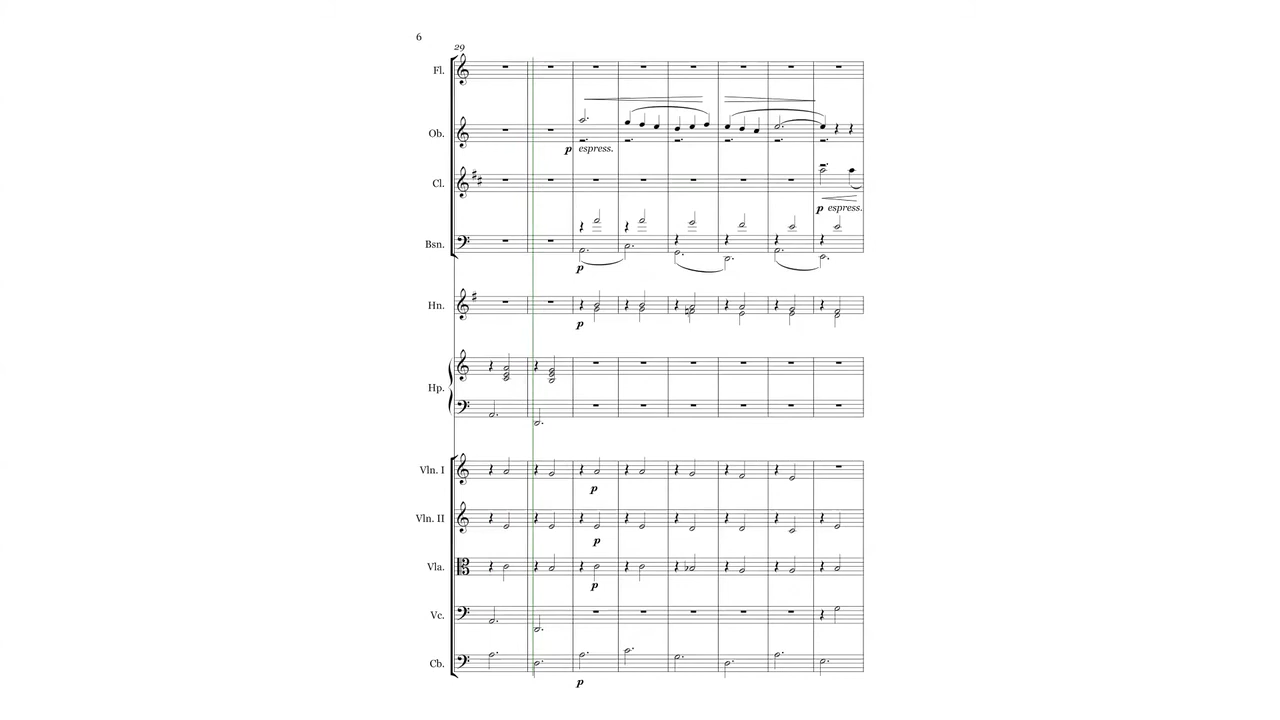 6
29
Fl.
Ob.
p espress.
Cl.
p espress.
Bsn.
p
Hn.
p
Hp.
Vln. I
p
Vln. II
p
Vla.
p
Vc.
Cb.
p